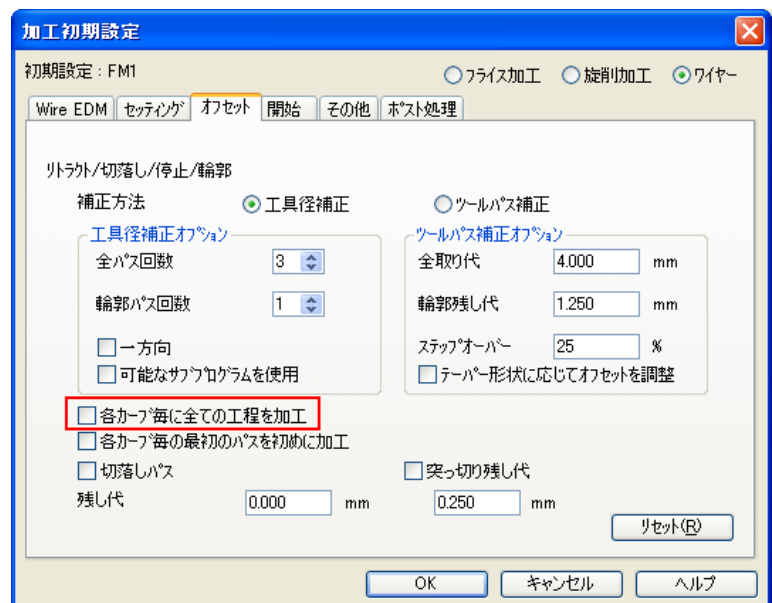 加工初期設定
初期設定：FM1 フライス加工 旋削加工 ワイヤー
Wire EDM セッティング オフセット 開始 その他 ポスト処理
リトラクト/切落し/停止/輪郭
補正方法 工具径補正 ツールパス補正
工具径補正オプション ツールパス補正オプション
全パス回数 3 全取り代 4.000 mm
輪郭パス回数 1 輪郭残し代 1.250 mm
ステップオーバー 25 %
一方向
可能なサブプログラムを使用 テーパー形状に応じてオフセットを調整
各カーブ毎に全ての工程を加工
各カーブ毎の最初のパスを初めに加工
切落しパス 突っ切り残し代
残し代 0.000 mm 0.250 mm
リセット(R)
OK キャンセル ヘルプ